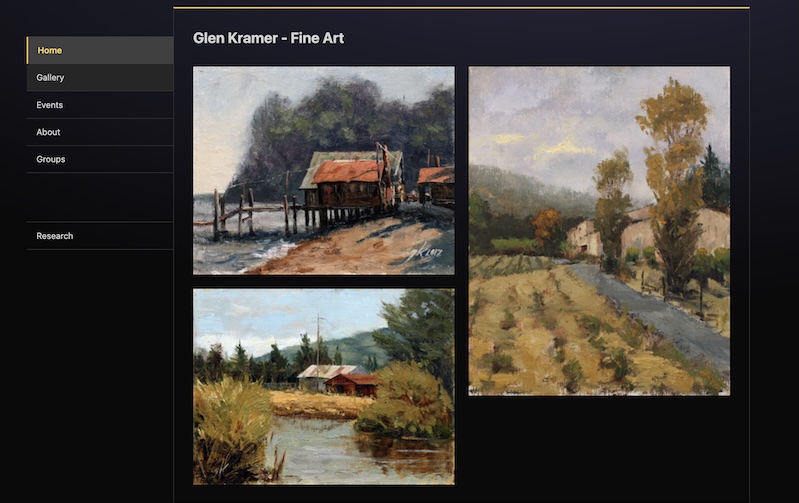 Glen Kramer - Fine Art
Home
Gallery
Events
About
Groups
Research